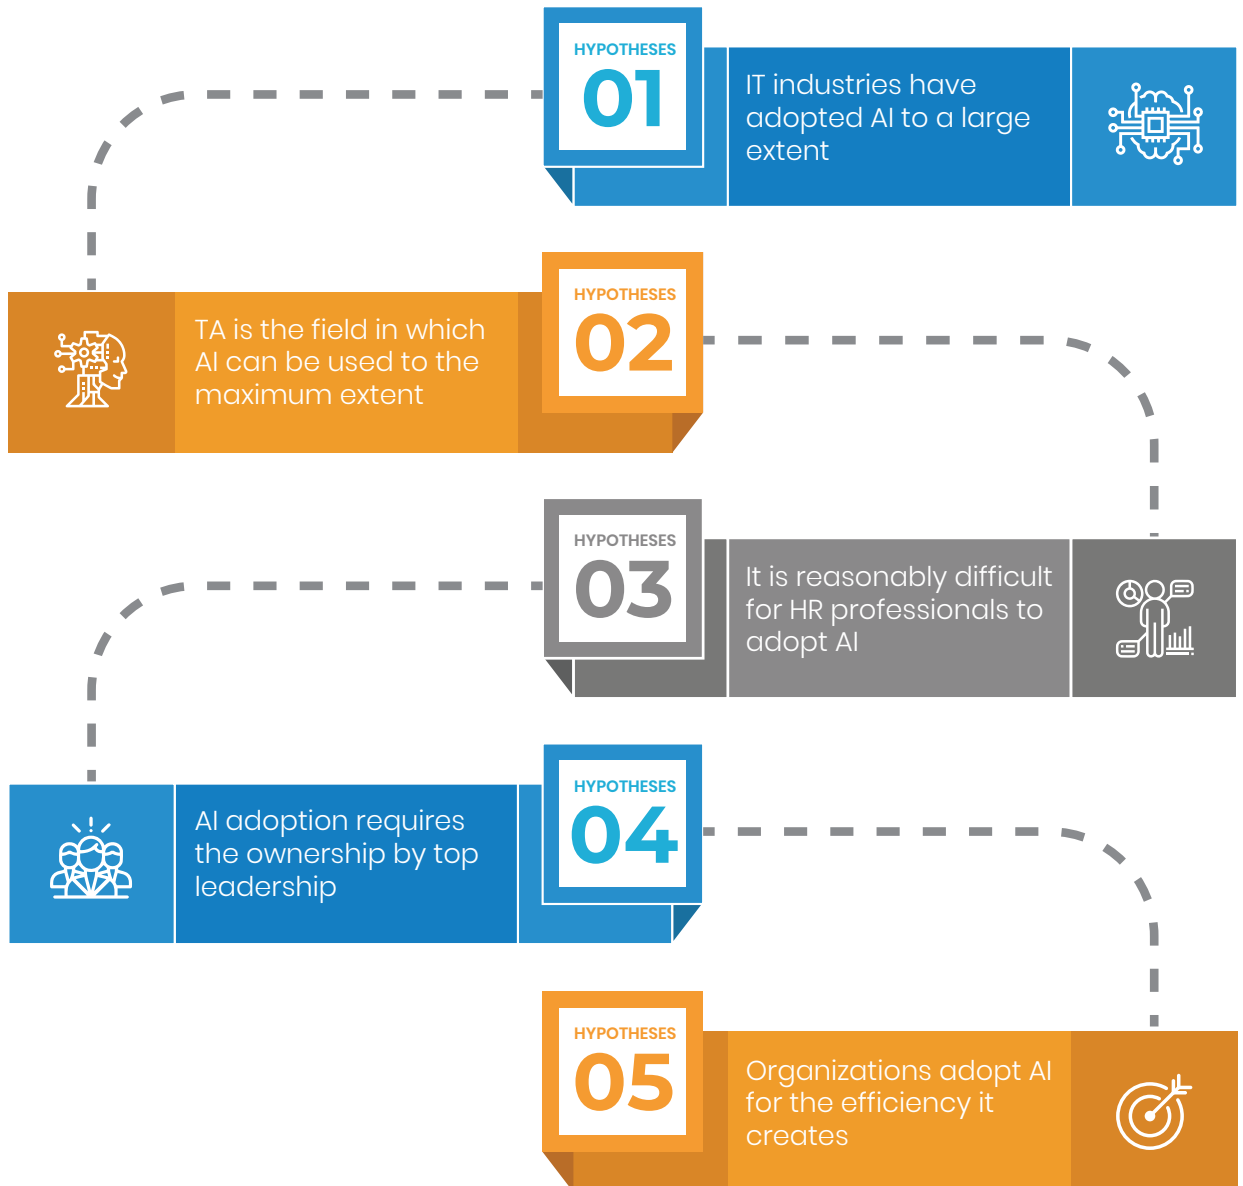 HYPOTHESES
01
IT industries have
adopted AI to a large
extent
HYPOTHESES
02
TA is the field in which
AI can be used to the
maximum extent
HYPOTHESES
03
It is reasonably difficult
for HR professionals to
adopt AI
HYPOTHESES
04
AI adoption requires
the ownership by top
leadership
HYPOTHESES
05
Organizations adopt AI
for the efficiency it
creates